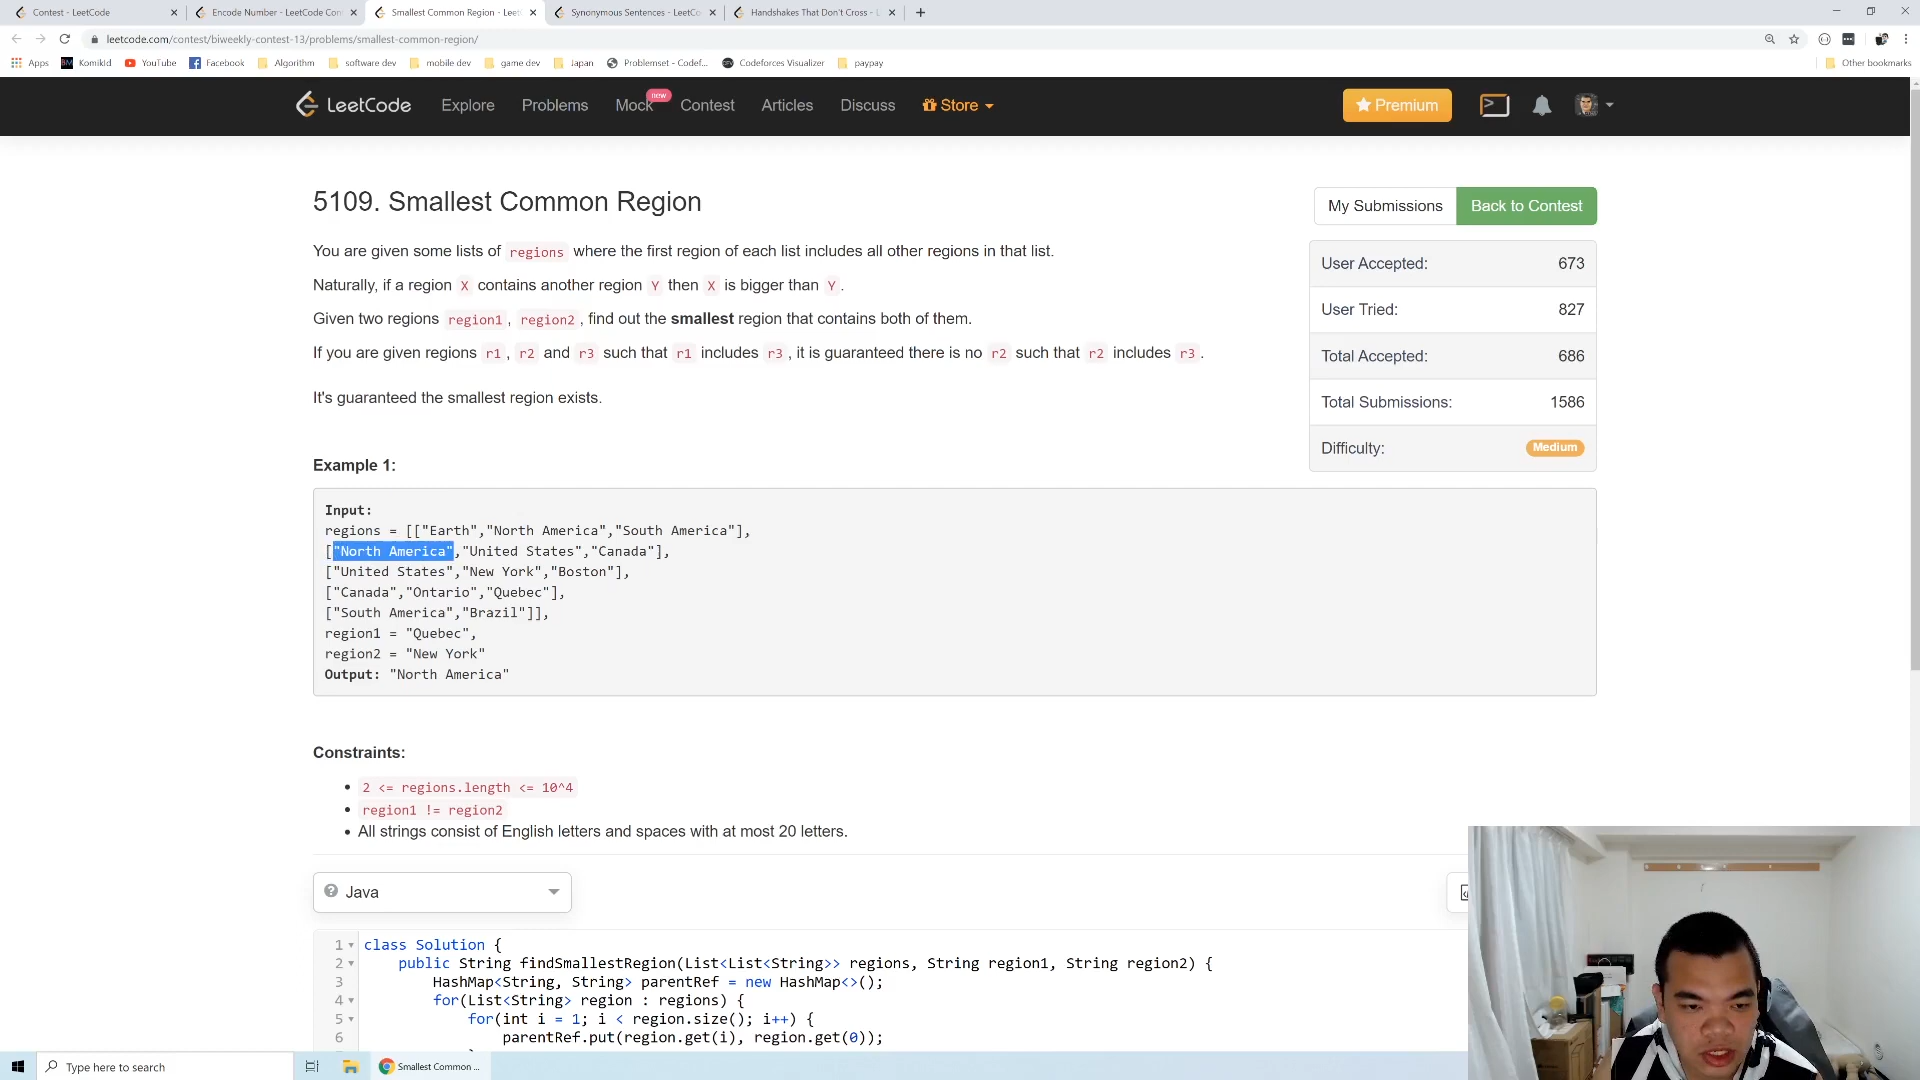 Contest - LeetCode
Encode Number - LeetCode Con
Smallest Common Region - Leet
Synonymous Sentences - LeetCo
Handshakes That Don't Cross - L
leetcode.com/contest/biweekly-contest-13/problems/smallest-common-region/
Apps
KomikId
YouTube
Facebook
Algorithm
software dev
mobile dev
game dev
Japan
Problemset - Codef...
Codeforces Visualizer
paypay
Other bookmarks
LeetCode
Explore
Problems
Mock
new
Contest
Articles
Discuss
Store
Premium
5109. Smallest Common Region
My Submissions
Back to Contest
You are given some lists of regions where the first region of each list includes all other regions in that list.
Naturally, if a region X contains another region Y then X is bigger than Y.
Given two regions region1, region2, find out the smallest region that contains both of them.
If you are given regions r1, r2 and r3 such that r1 includes r3, it is guaranteed there is no r2 such that r2 includes r3.
It's guaranteed the smallest region exists.
User Accepted: 673
User Tried: 827
Total Accepted: 686
Total Submissions: 1586
Difficulty: Medium
Example 1:
Input:
regions = [["Earth","North America","South America"],
["North America","United States","Canada"],
["United States","New York","Boston"],
["Canada","Ontario","Quebec"],
["South America","Brazil"]],
region1 = "Quebec",
region2 = "New York"
Output: "North America"
Constraints:
• 2 <= regions.length <= 10^4
• region1 != region2
• All strings consist of English letters and spaces with at most 20 letters.
Java
1 class Solution {
2 public String findSmallestRegion(List<List<String>> regions, String region1, String region2) {
3 HashMap<String, String> parentRef = new HashMap<>();
4 for(List<String> region : regions) {
5 for(int i = 1; i < region.size(); i++) {
6 parentRef.put(region.get(i), region.get(0));
Type here to search
Smallest Common ...